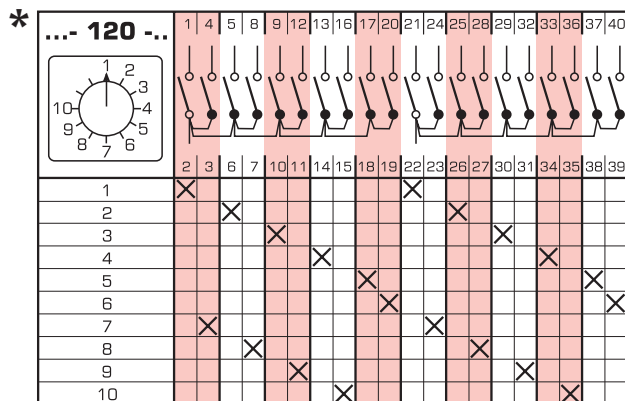 * ...- 120 -.. 1 4 5 8 9 12 13 16 17 20 21 24 25 28 29 32 33 36 37 40
1
2
3
4
5
6
7
8
9
10
2 3 6 7 10 11 14 15 18 19 22 23 26 27 30 31 34 35 38 39
1 X X
2 X X
3 X X
4 X X
5 X X
6 X X
7 X X
8 X X
9 X X
10 X X